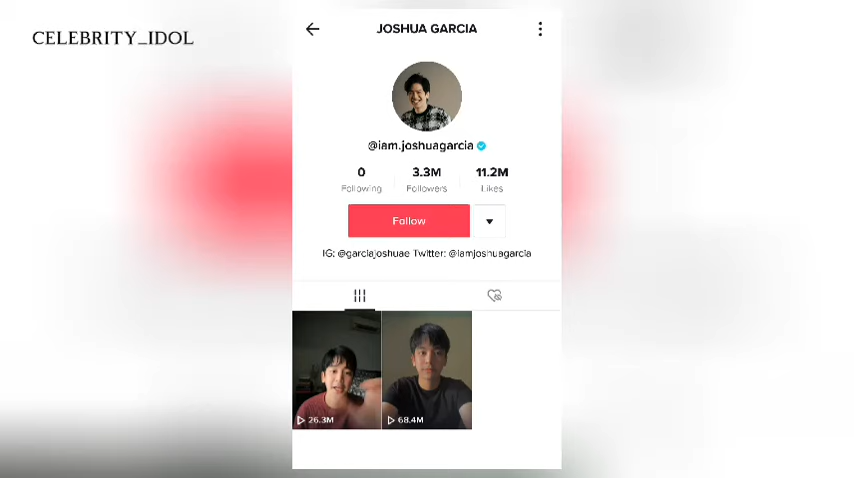 CELEBRITY_IDOL
JOSHUA GARCIA
@iam.joshuagarcia
0 3.3M 11.2M
Following Followers Likes
Follow
IG: @garciajoshuae Twitter: @iamjoshuagarcia
26.3M 68.4M